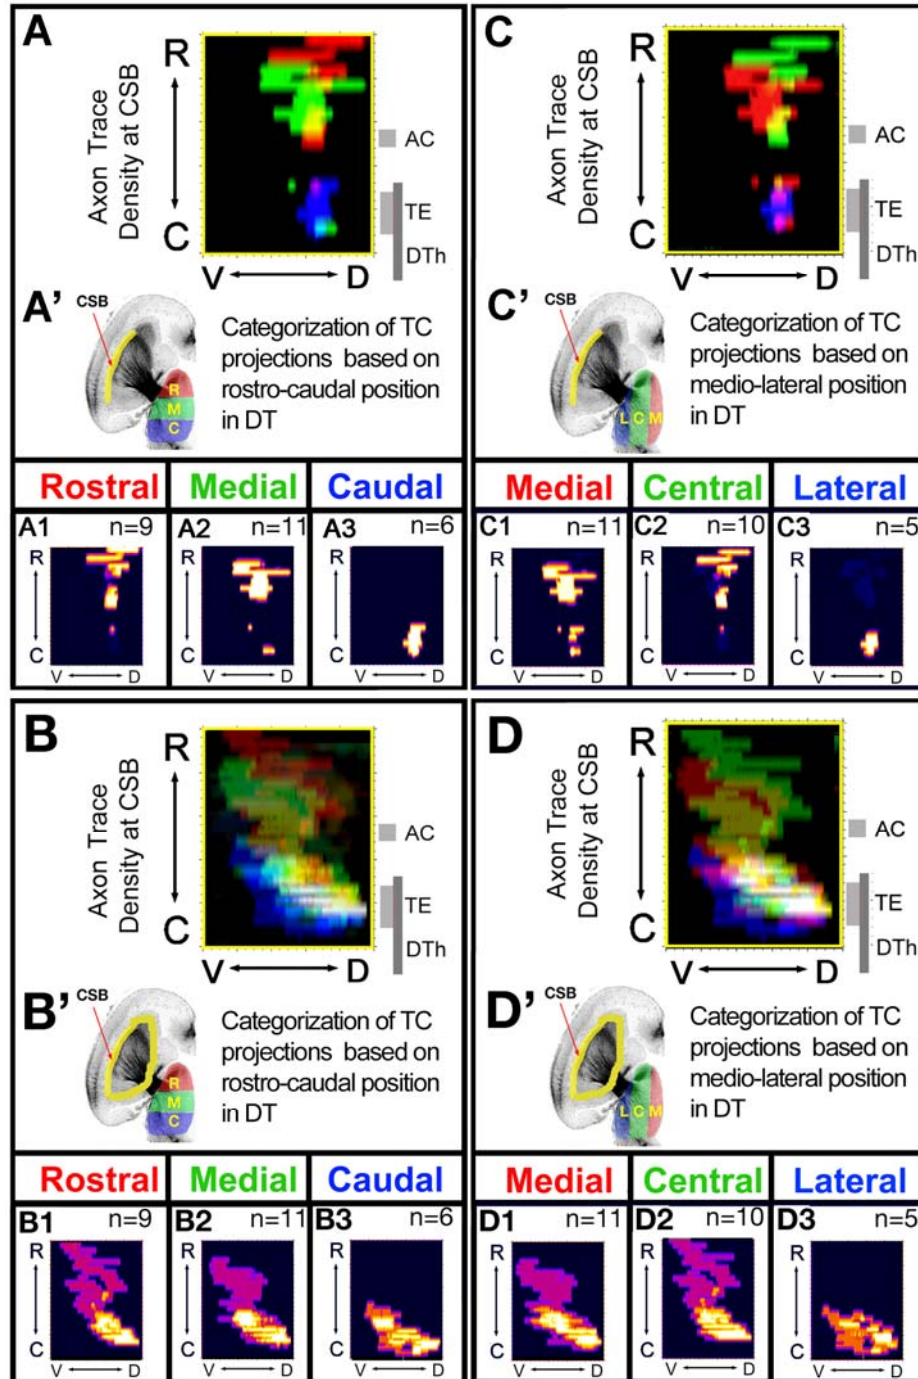 A
R
Axon Trace
Density at CSB
C
V D
AC
TE
DTh
A'
CSB
R
M
C
Categorization of TC
projections based on
rostro-caudal position
in DT
Rostral Medial Caudal
A1 n=9 A2 n=11 A3 n=6
R R R
C C C
V D V D V D
C
R
Axon Trace
Density at CSB
C
V D
AC
TE
DTh
C'
CSB
L C M
Categorization of TC
projections based on
medio-lateral position
in DT
Medial Central Lateral
C1 n=11 C2 n=10 C3 n=5
R R R
C C C
V D V D V D
B
R
Axon Trace
Density at CSB
C
V D
AC
TE
DTh
B'
CSB
R
M
C
Categorization of TC
projections based on
rostro-caudal position
in DT
Rostral Medial Caudal
B1 n=9 B2 n=11 B3 n=6
R R R
C C C
V D V D V D
D
R
Axon Trace
Density at CSB
C
V D
AC
TE
DTh
D'
CSB
L C M
Categorization of TC
projections based on
medio-lateral position
in DT
Medial Central Lateral
D1 n=11 D2 n=10 D3 n=5
R R R
C C C
V D V D V D